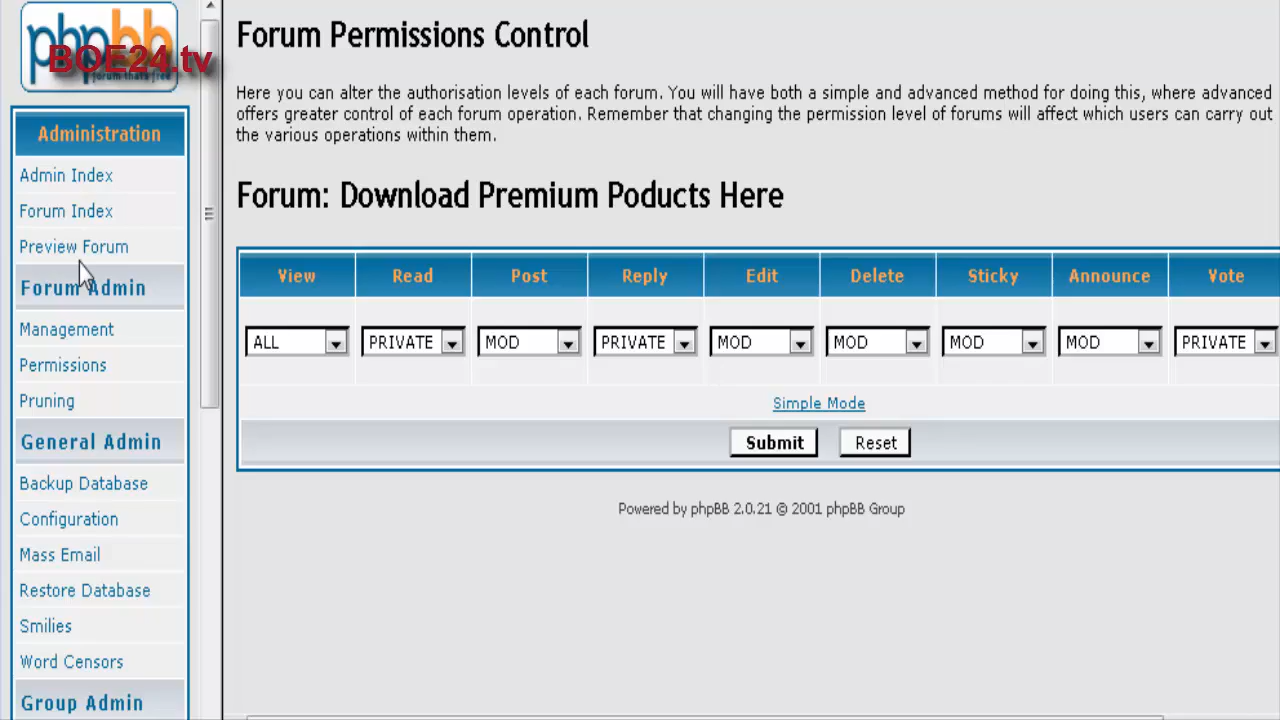 phpBB
forum thats free
BOE24.tv
Administration
Admin Index
Forum Index
Preview Forum
Forum Admin
Management
Permissions
Pruning
General Admin
Backup Database
Configuration
Mass Email
Restore Database
Smilies
Word Censors
Group Admin
Forum Permissions Control
Here you can alter the authorisation levels of each forum. You will have both a simple and advanced method for doing this, where advanced
offers greater control of each forum operation. Remember that changing the permission level of forums will affect which users can carry out
the various operations within them.
Forum: Download Premium Poducts Here
View Read Post Reply Edit Delete Sticky Announce Vote
ALL PRIVATE MOD PRIVATE MOD MOD MOD MOD PRIVATE
Simple Mode
Submit Reset
Powered by phpBB 2.0.21 © 2001 phpBB Group